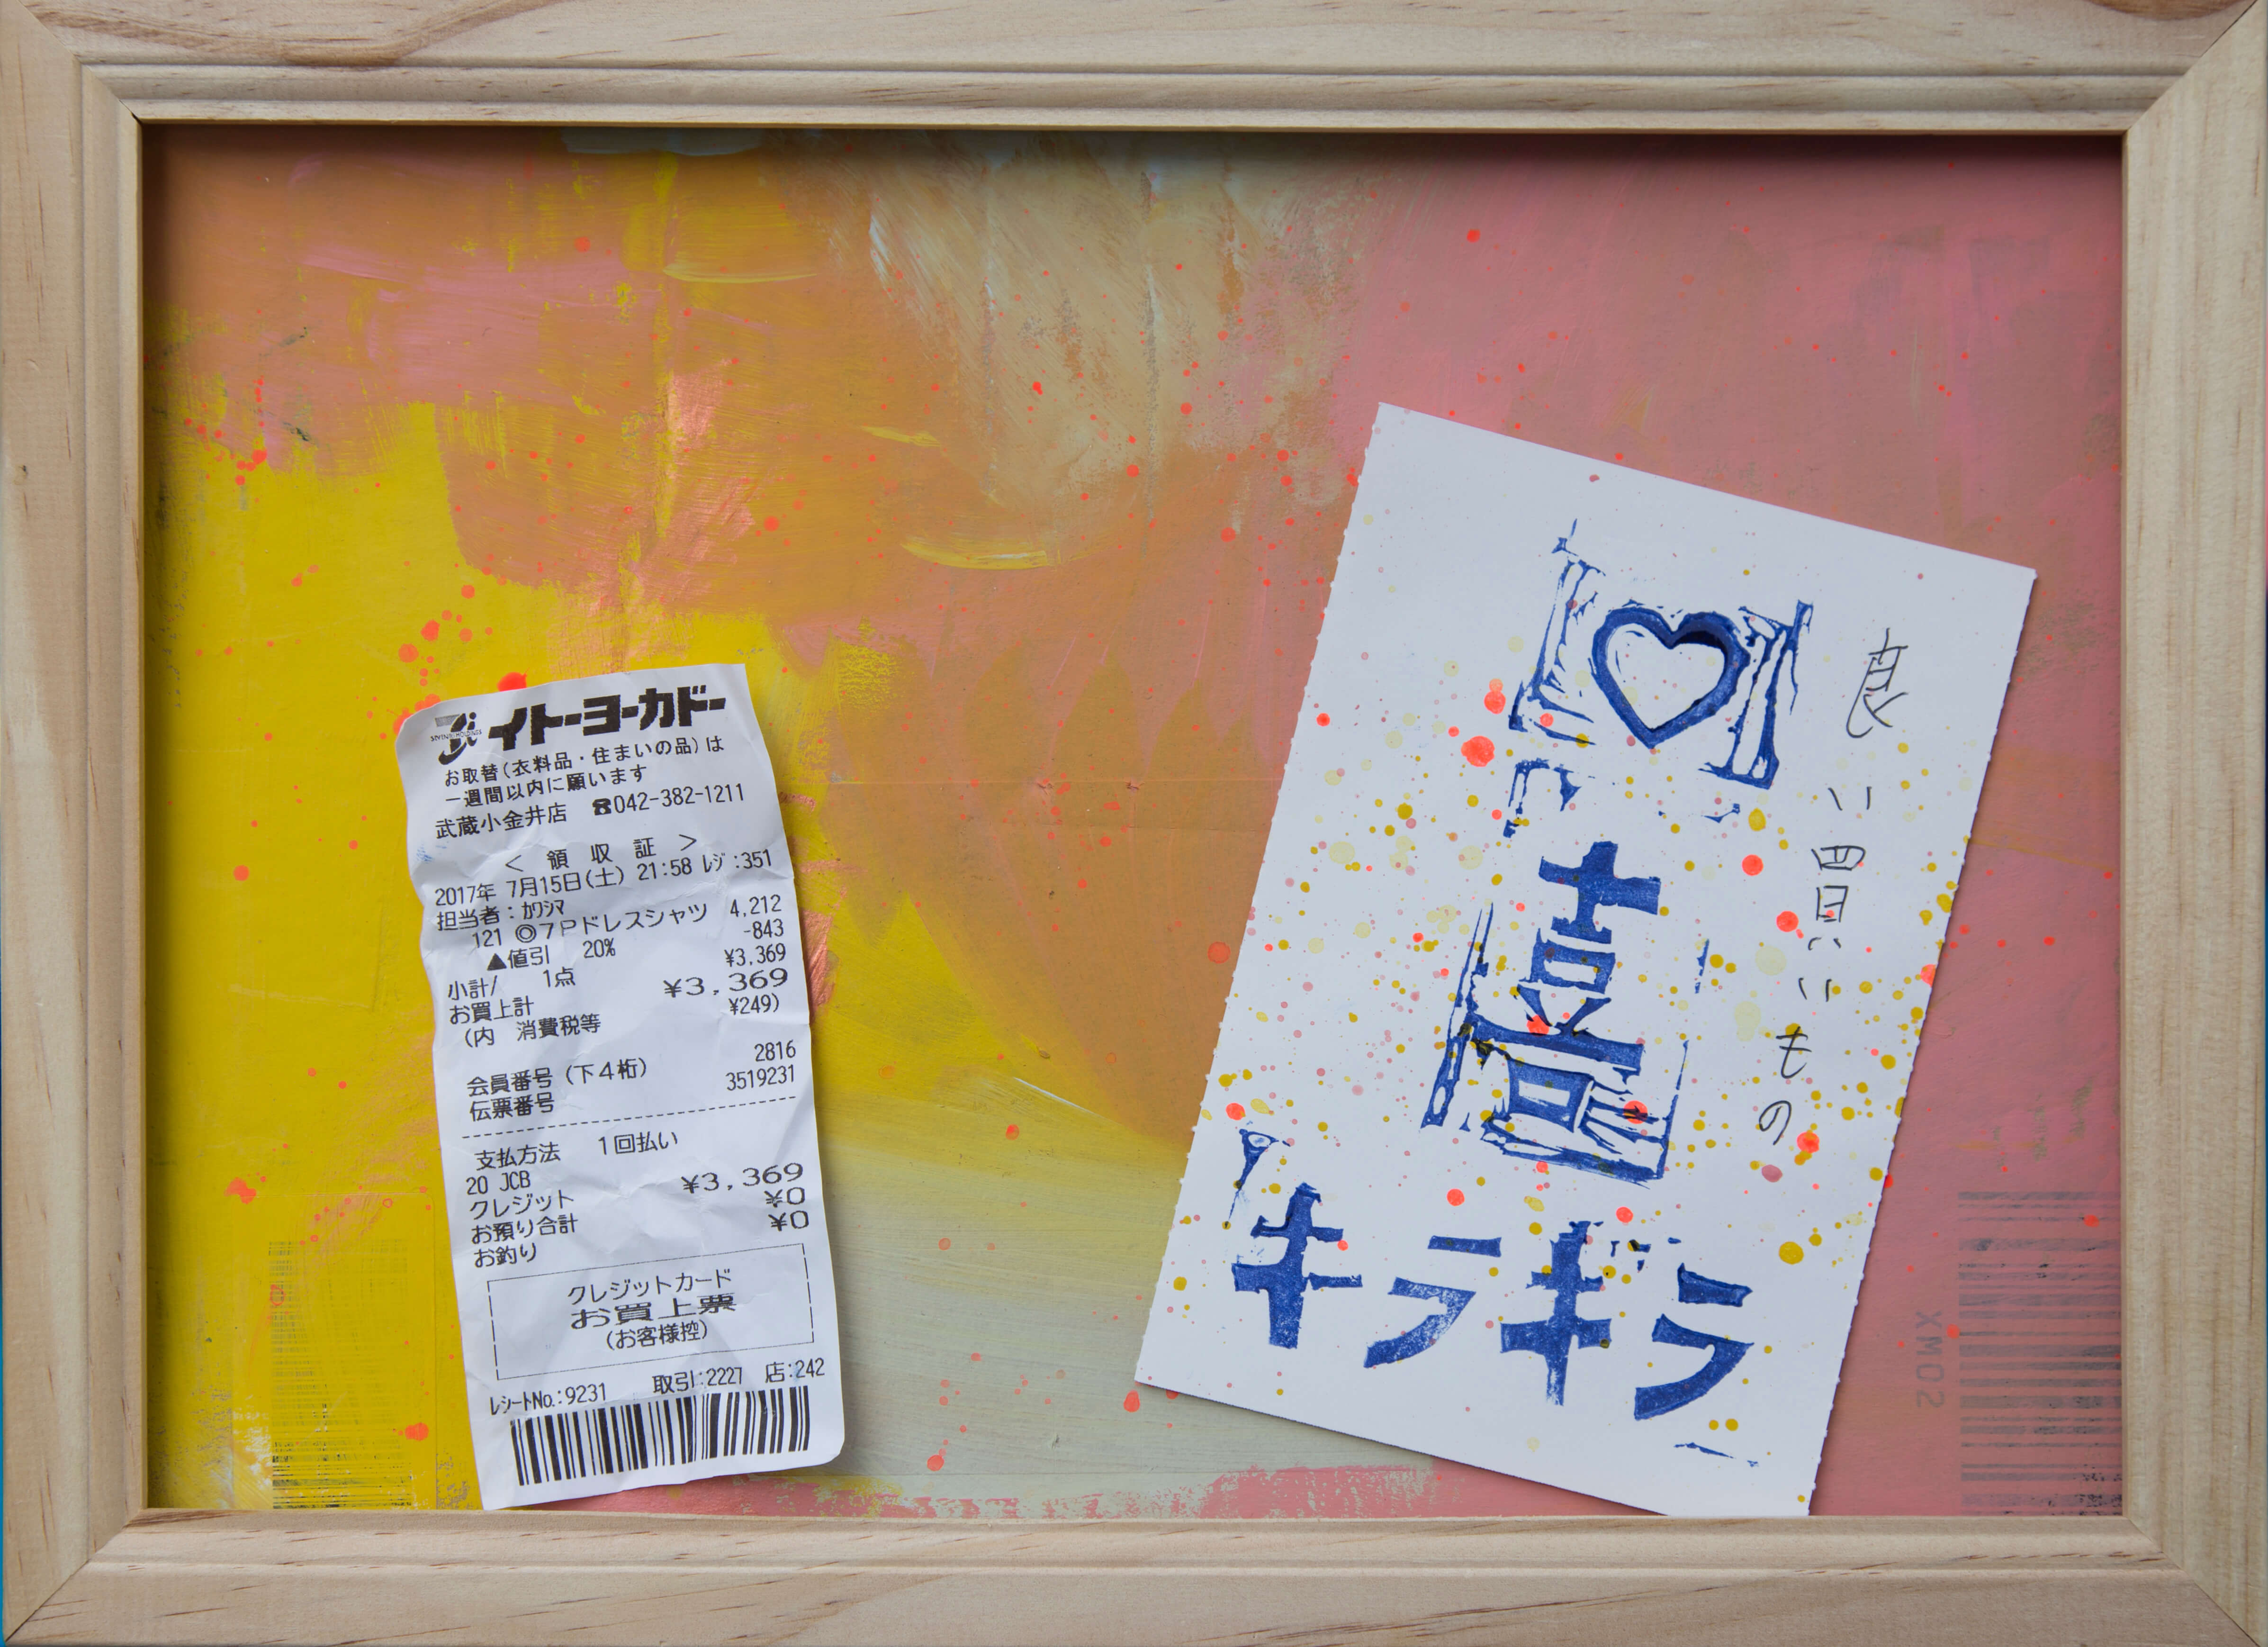 イトーヨーカドー
お取替(衣料品・住まいの品)は
一週間以内に願います
武蔵小金井店 ☎042-382-1211
< 領 収 証 >
2017年 7月15日(土) 21:58 ﾚｼﾞ:351
担当者:ｶﾜｼﾏ
121 ◎7Pドレスシャツ 4,212
▲値引 20% -843
小計/ 1点 ¥3,369
お買上計 ¥3,369
(内 消費税等 ¥249)
会員番号(下4桁) 2816
伝票番号 3519231
支払方法 1回払い
20 JCB
クレジット ¥3,369
お預り合計 ¥0
お釣り ¥0
クレジットカード
お買上票
(お客様控)
ﾚｼｰﾄNo.:9231 取引:2227 店:242
良い買いもの
喜
キラギラ
XM02